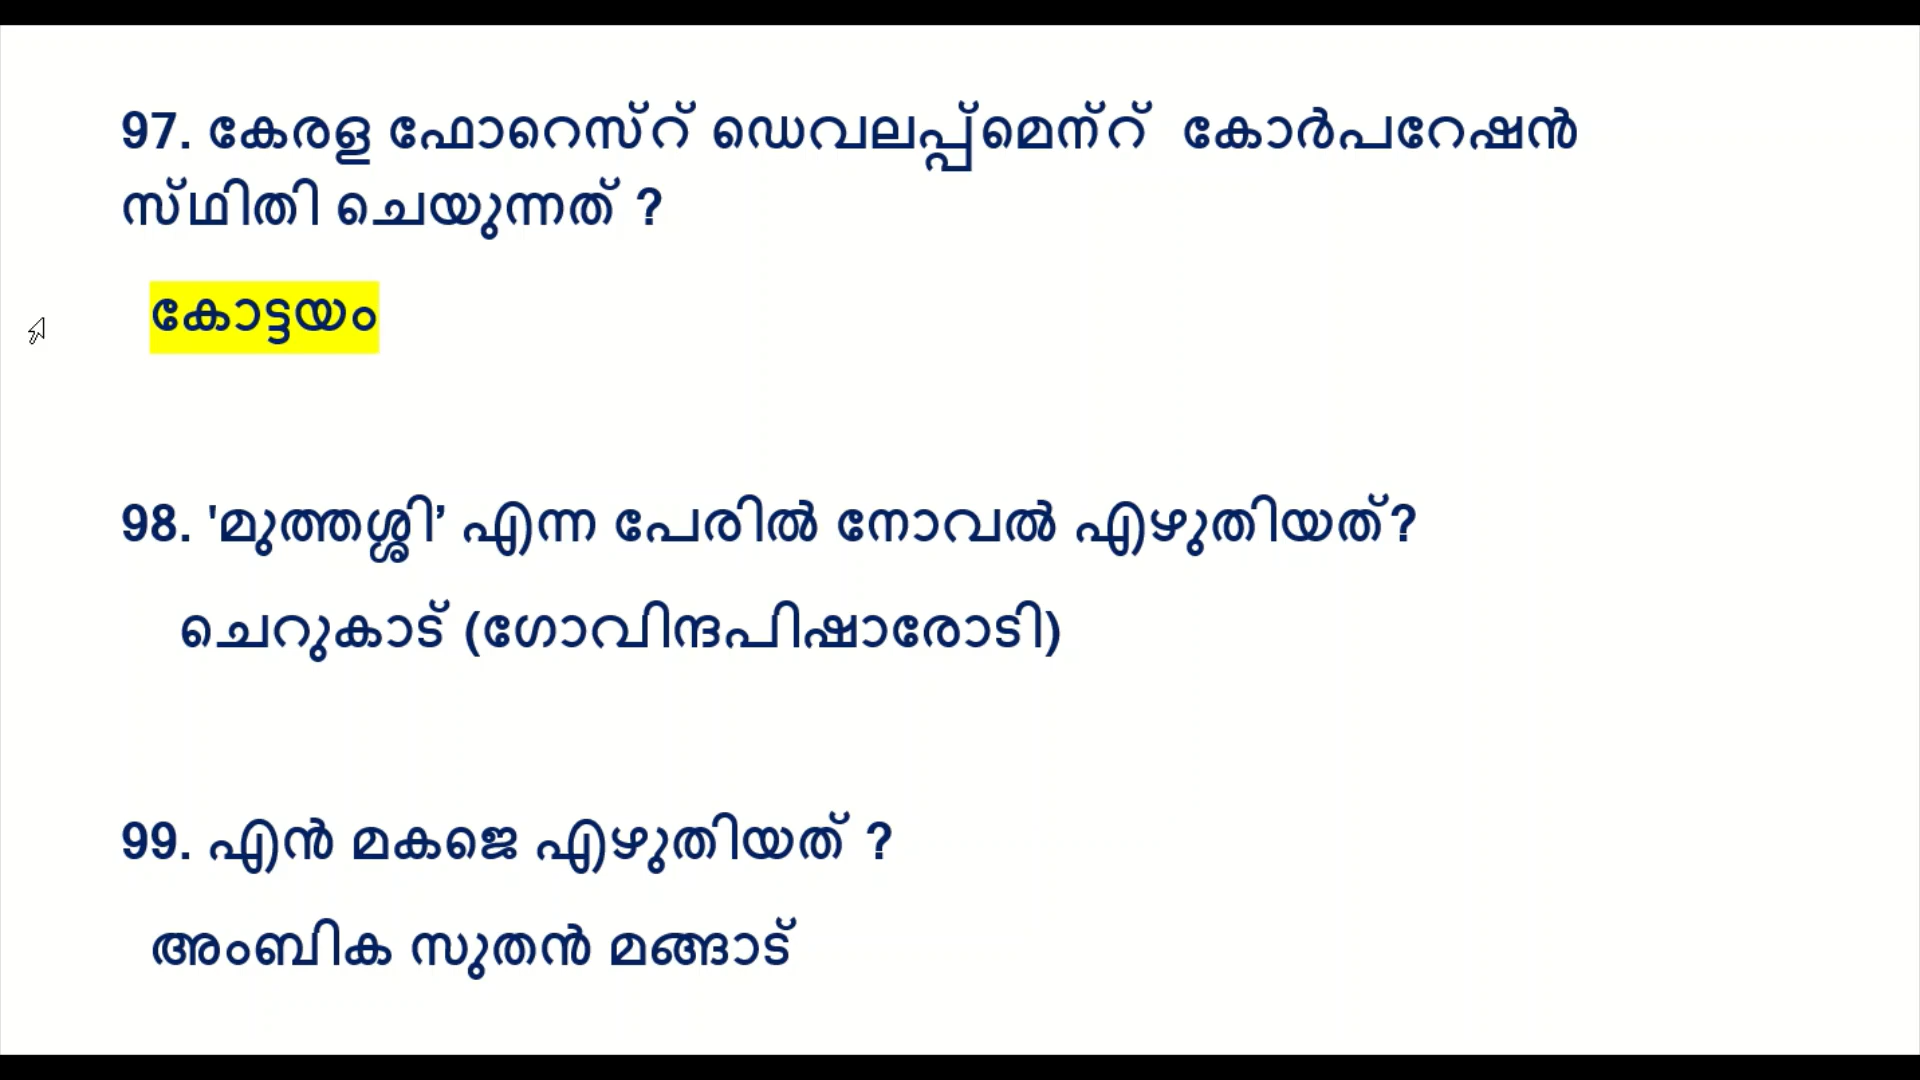 97. കേരള ഫോറെസ്റ് ഡെവലപ്പ്മെന്റ് കോർപറേഷൻ
സ്ഥിതി ചെയുന്നത് ?
കോട്ടയം
98. 'മുത്തശ്ശി’ എന്ന പേരിൽ നോവൽ എഴുതിയത്?
ചെറുകാട് (ഗോവിന്ദപിഷാരോടി)
99. എൻ മകജെ എഴുതിയത് ?
അംബിക സുതൻ മങ്ങാട്